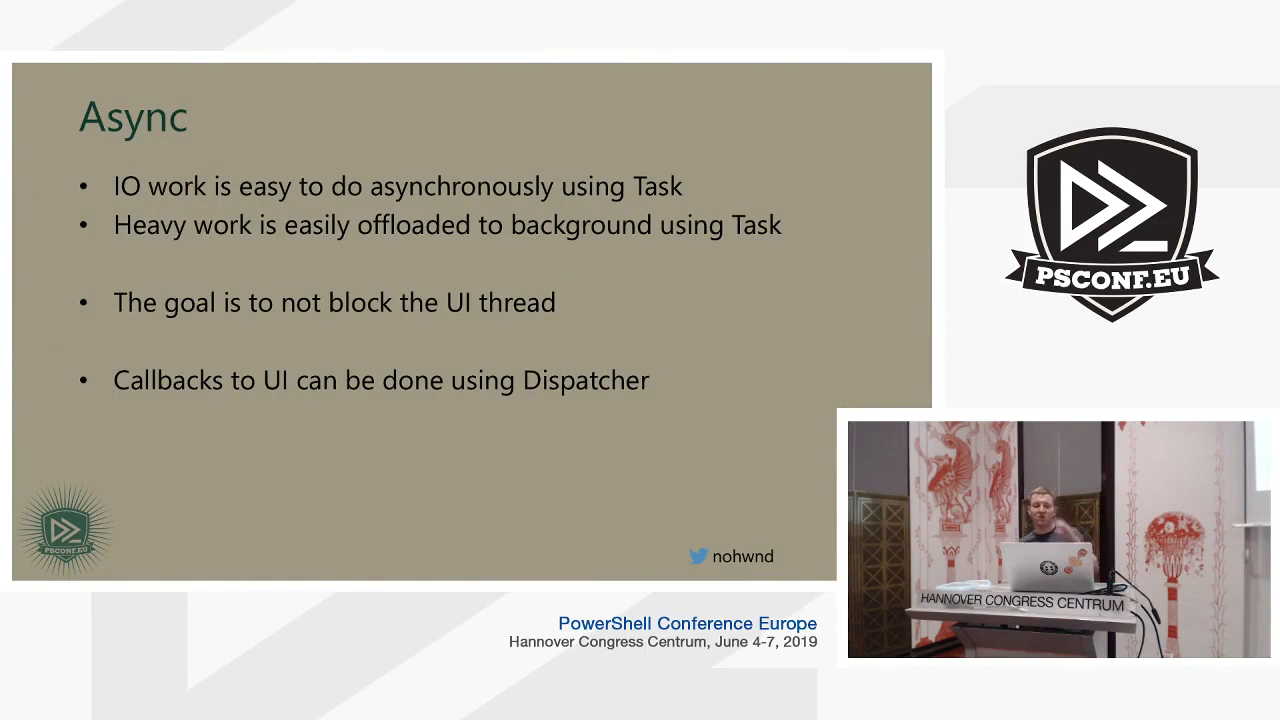 Async
• IO work is easy to do asynchronously using Task
• Heavy work is easily offloaded to background using Task
• The goal is to not block the UI thread
• Callbacks to UI can be done using Dispatcher
PSCONF.EU
nohwnd
PSCONF.EU
HANNOVER CONGRESS CENTRUM
PowerShell Conference Europe
Hannover Congress Centrum, June 4-7, 2019